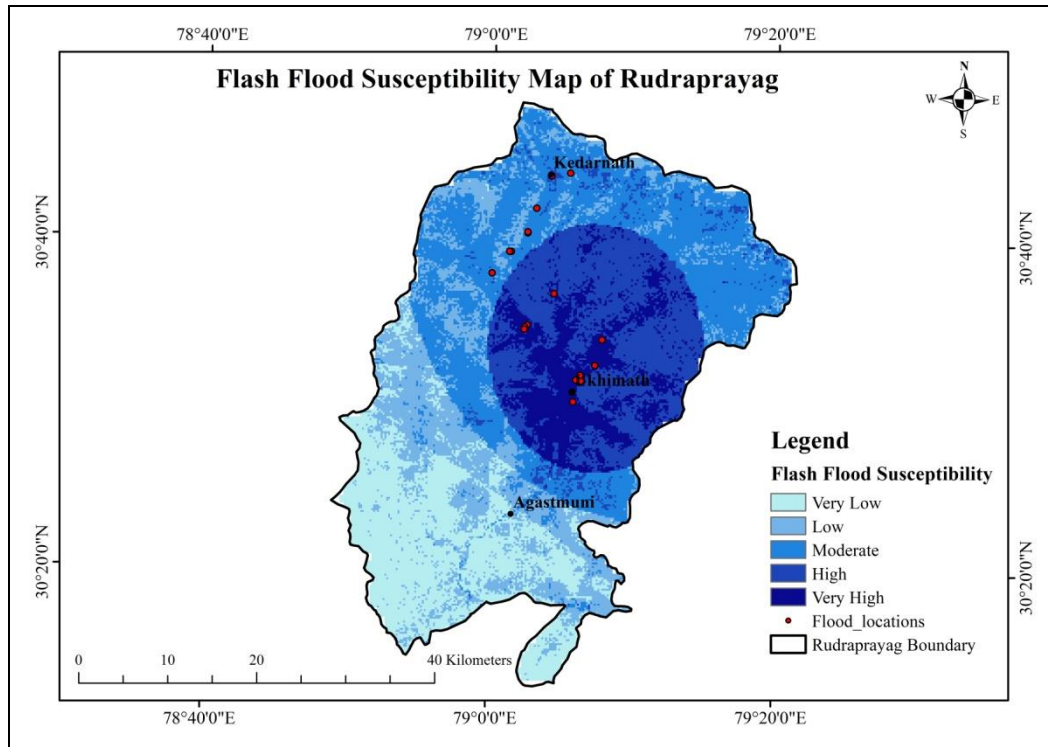 78°40'0"E 79°0'0"E 79°20'0"E
Flash Flood Susceptibility Map of Rudraprayag
N
W E
S
Kedarnath
30°40'0"N 30°40'0"N
Ukhimath
Legend
Flash Flood Susceptibility
Very Low
Low
Moderate
High
Very High
Flood_locations
Rudraprayag Boundary
Agastmuni
30°20'0"N 30°20'0"N
0 10 20 40 Kilometers
78°40'0"E 79°0'0"E 79°20'0"E